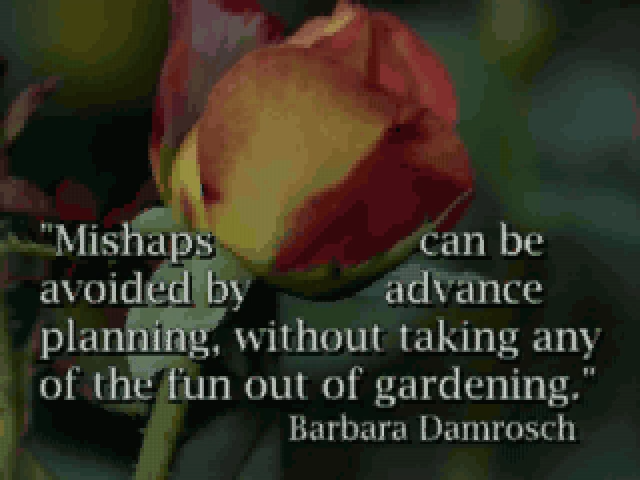 "Mishaps can be
avoided by advance
planning, without taking any
of the fun out of gardening."
Barbara Damrosch